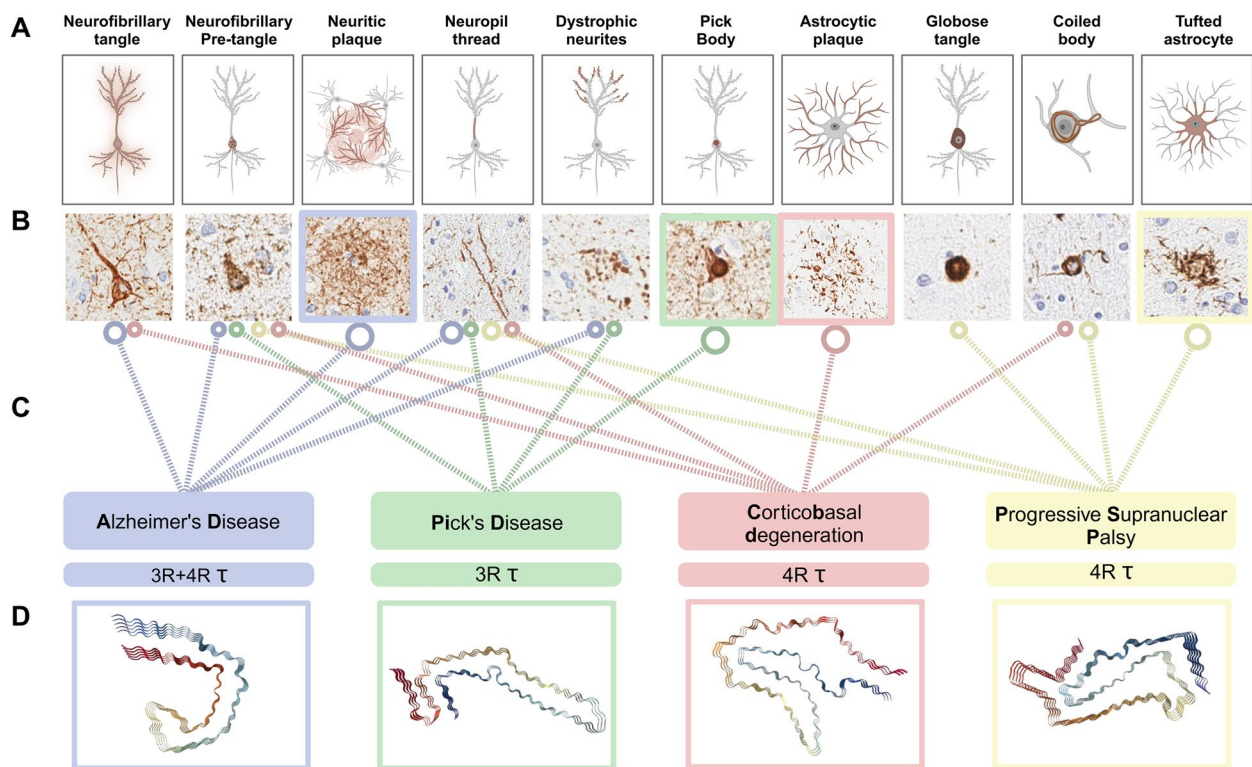 A
Neurofibrillary
tangle
Neurofibrillary
Pre-tangle
Neuritic
plaque
Neuropil
thread
Dystrophic
neurites
Pick
Body
Astrocytic
plaque
Globose
tangle
Coiled
body
Tufted
astrocyte
B
C
Alzheimer's Disease
Pick's Disease
Corticobasal
degeneration
Progressive Supranuclear
Palsy
3R+4R τ
3R τ
4R τ
4R τ
D